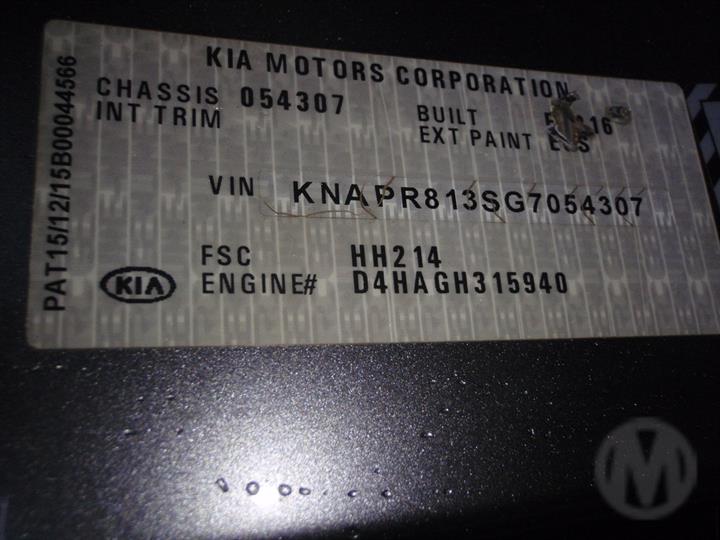 KIA MOTORS CORPORATION
CHASSIS 054307
INT TRIM
BUILT
EXT PAINT
VIN KNAPR813SG7054307
FSC HH214
ENGINE# D4HAGH315940
KIA
PAT15/12/15B00044566
M